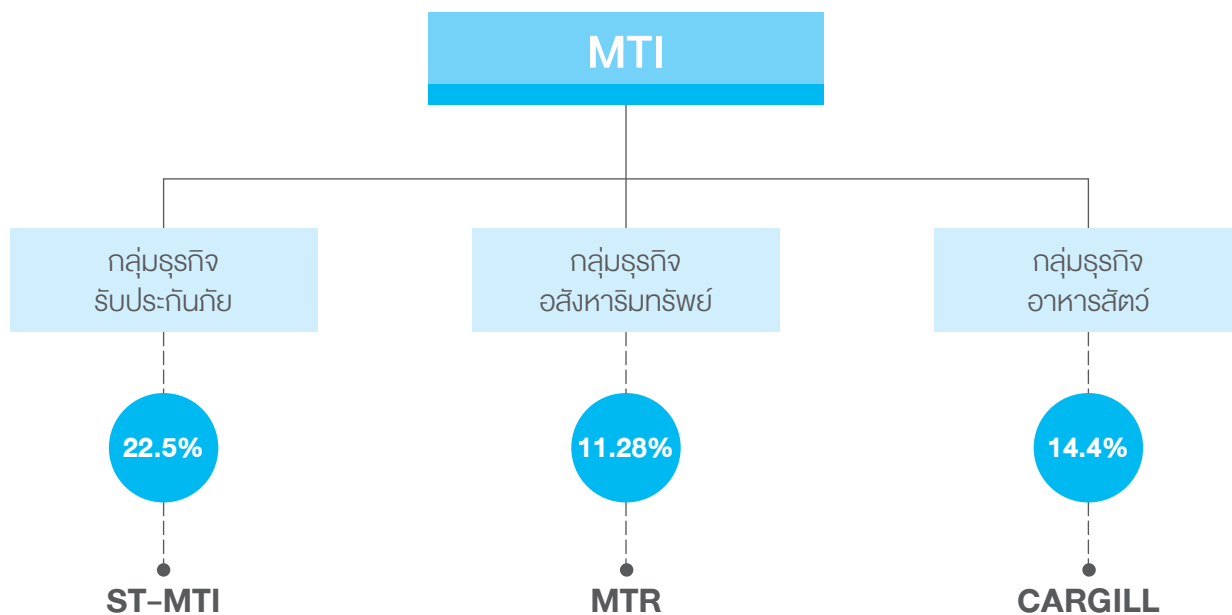 MTI
กลุ่มธุรกิจ
รับประกันภัย
กลุ่มธุรกิจ
อสังหาริมทรัพย์
กลุ่มธุรกิจ
อาหารสัตว์
22.5%
11.28%
14.4%
ST-MTI
MTR
CARGILL